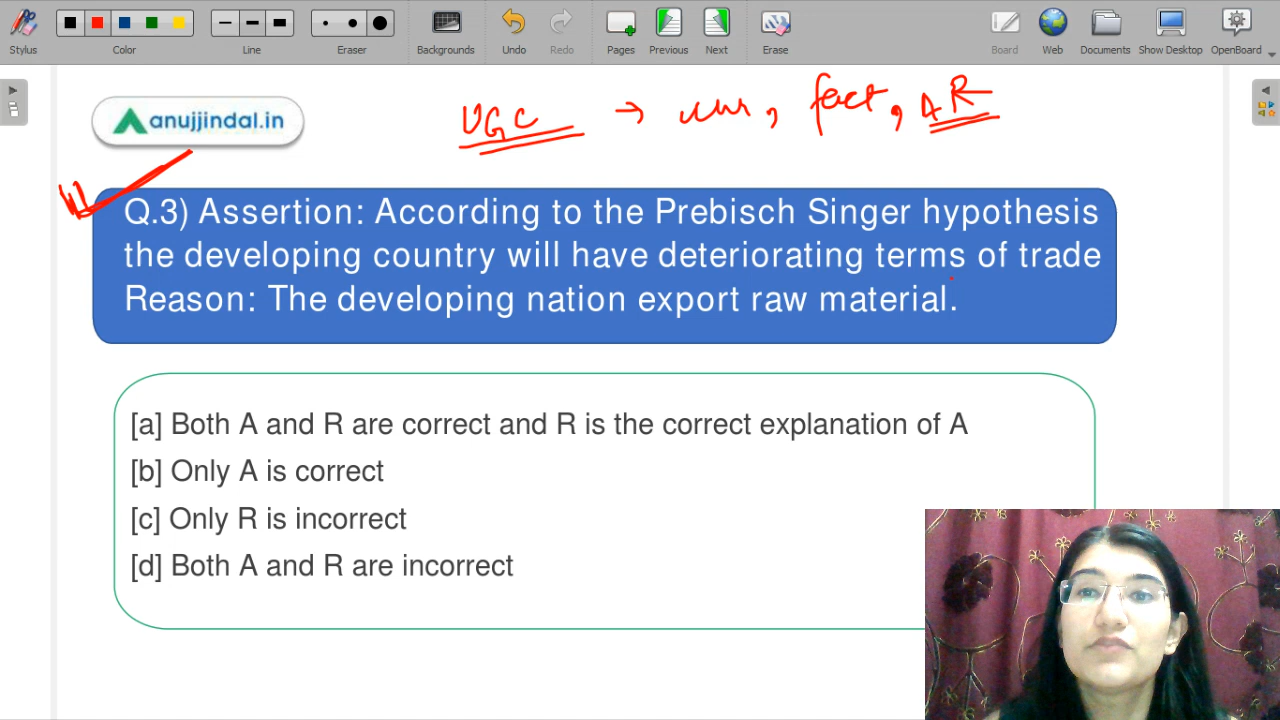 Stylus
Color
Line
Eraser
Backgrounds
Undo
Redo
Pages
Previous
Next
Erase
Board
Web
Documents
Show Desktop
OpenBoard
anujjindal.in
UGC → , fact, AR
Q.3) Assertion: According to the Prebisch Singer hypothesis
the developing country will have deteriorating terms of trade
Reason: The developing nation export raw material.
[a] Both A and R are correct and R is the correct explanation of A
[b] Only A is correct
[c] Only R is incorrect
[d] Both A and R are incorrect